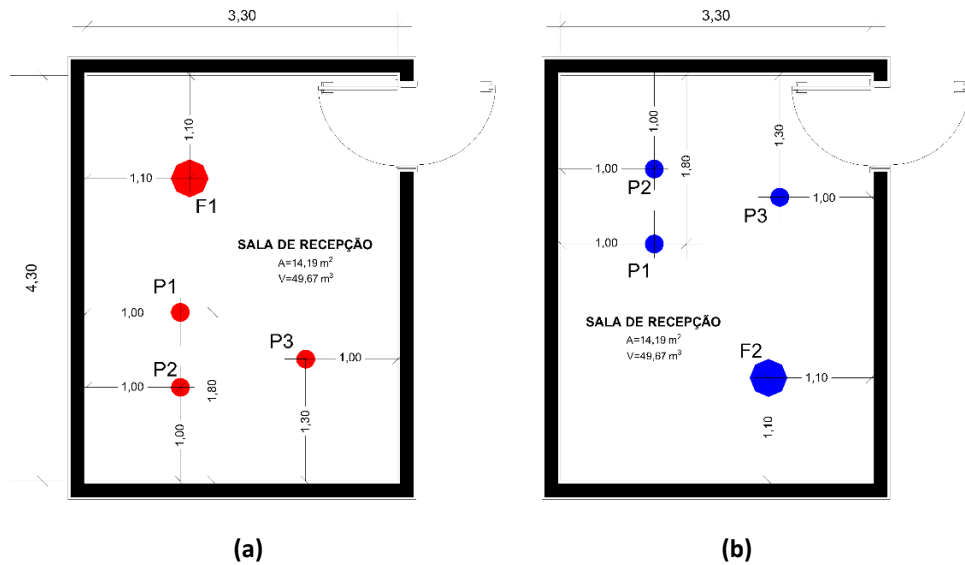 3,30
1,10
1,10
F1
SALA DE RECEPÇÃO
A=14,19 m²
V=49,67 m³
4,30
P1
1,00
P3
1,00
P2
1,00
1,80
1,00
1,30
(a)
3,30
1,00
1,30
1,00
1,80
P2
P3
1,00
1,00
P1
SALA DE RECEPÇÃO
A=14,19 m²
V=49,67 m³
F2
1,10
1,10
(b)